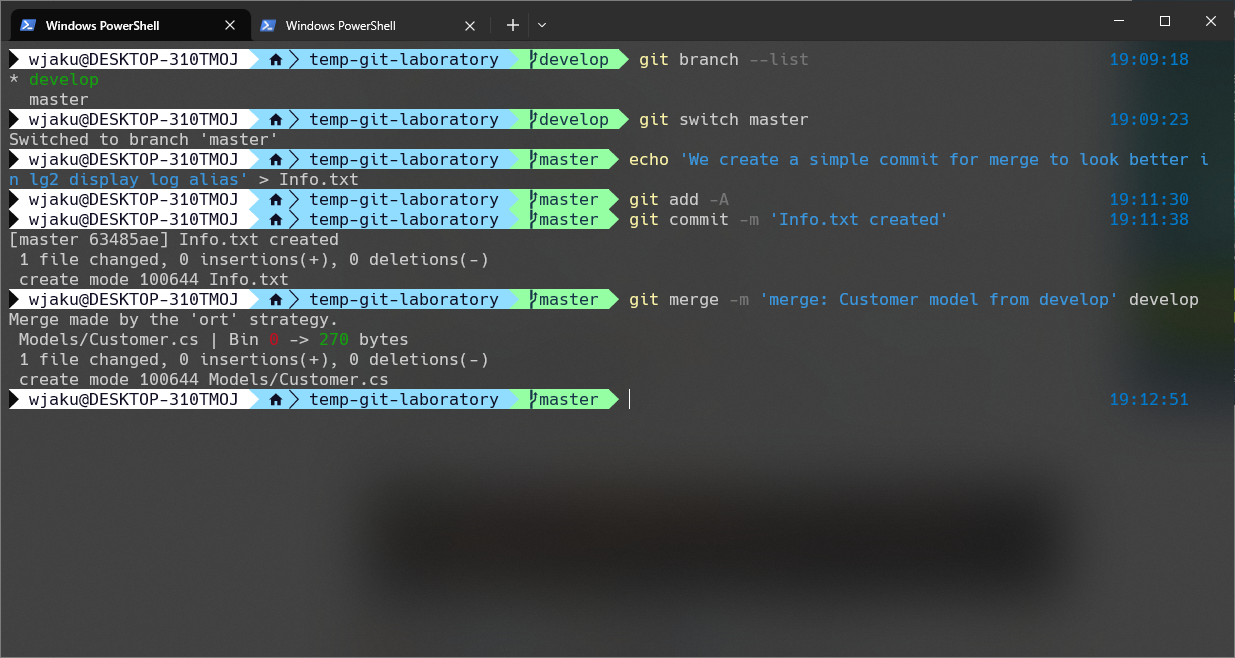 Windows PowerShell
Windows PowerShell
wjaku@DESKTOP-310TMOJ temp-git-laboratory develop git branch --list 19:09:18
* develop
master
wjaku@DESKTOP-310TMOJ temp-git-laboratory develop git switch master 19:09:23
Switched to branch 'master'
wjaku@DESKTOP-310TMOJ temp-git-laboratory master echo 'We create a simple commit for merge to look better i
n lg2 display log alias' > Info.txt
wjaku@DESKTOP-310TMOJ temp-git-laboratory master git add -A 19:11:30
wjaku@DESKTOP-310TMOJ temp-git-laboratory master git commit -m 'Info.txt created' 19:11:38
[master 63485ae] Info.txt created
1 file changed, 0 insertions(+), 0 deletions(-)
create mode 100644 Info.txt
wjaku@DESKTOP-310TMOJ temp-git-laboratory master git merge -m 'merge: Customer model from develop' develop
Merge made by the 'ort' strategy.
Models/Customer.cs | Bin 0 -> 270 bytes
1 file changed, 0 insertions(+), 0 deletions(-)
create mode 100644 Models/Customer.cs
wjaku@DESKTOP-310TMOJ temp-git-laboratory master 19:12:51